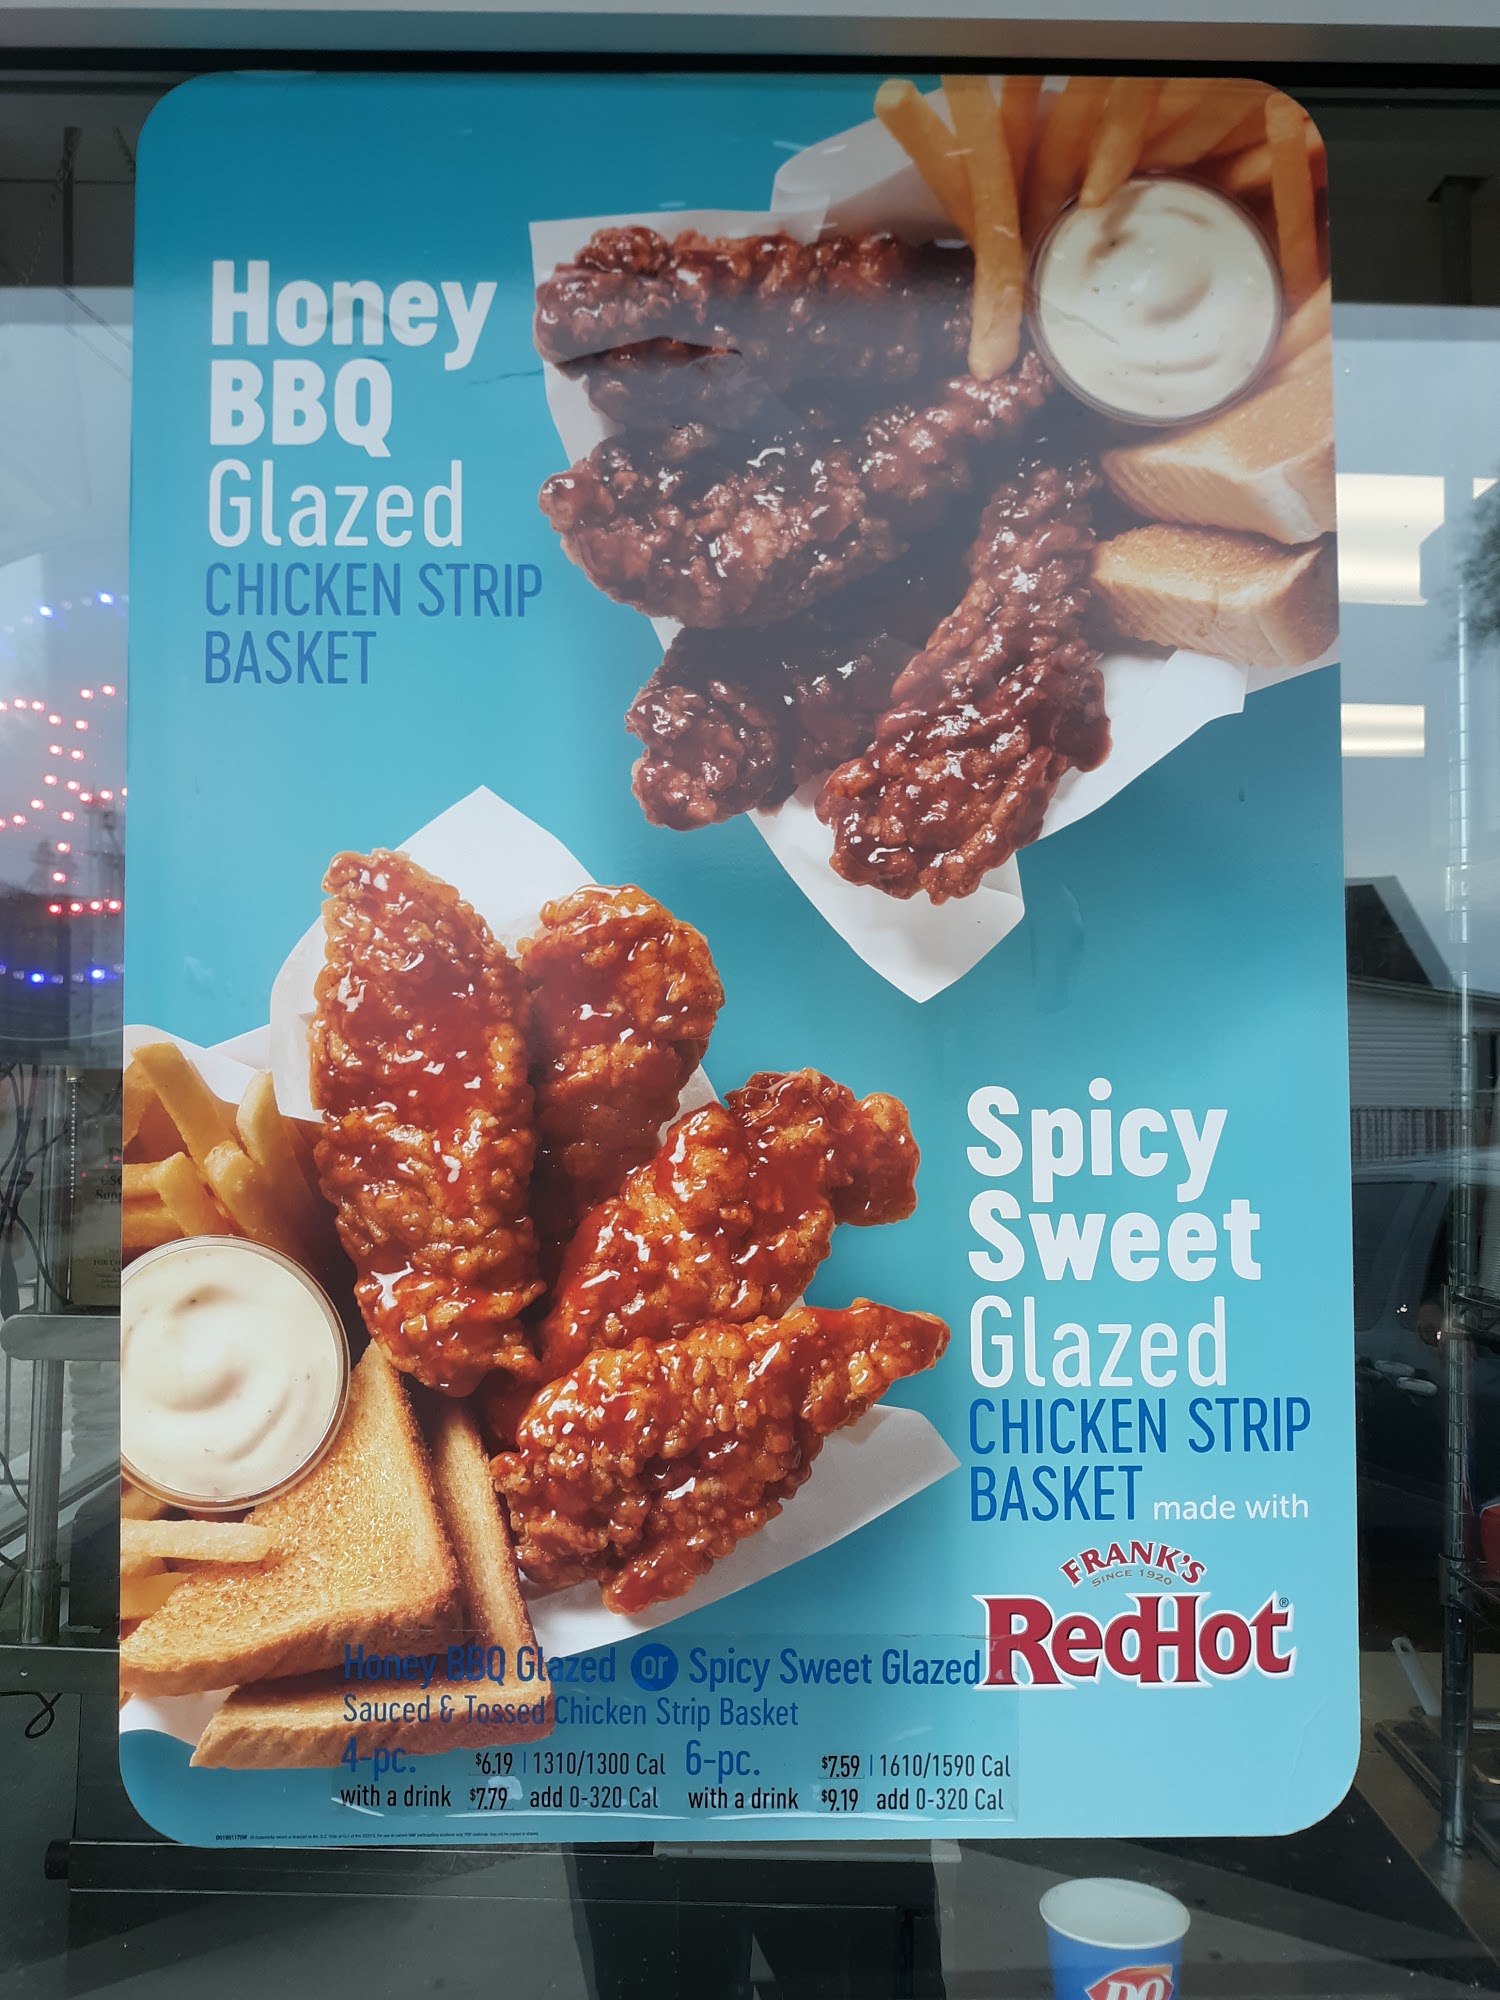 Honey
BBQ
Glazed
CHICKEN STRIP
BASKET
Spicy
Sweet
Glazed
CHICKEN STRIP
BASKET made with
FRANK'S
SINCE 1920
RedHot®
Honey BBQ Glazed or Spicy Sweet Glazed
Sauced & Tossed Chicken Strip Basket
4-pc. $6.19 | 1310/1300 Cal 6-pc. $7.59 | 1610/1590 Cal
with a drink $7.79 add 0-320 Cal with a drink $9.19 add 0-320 Cal
DQ